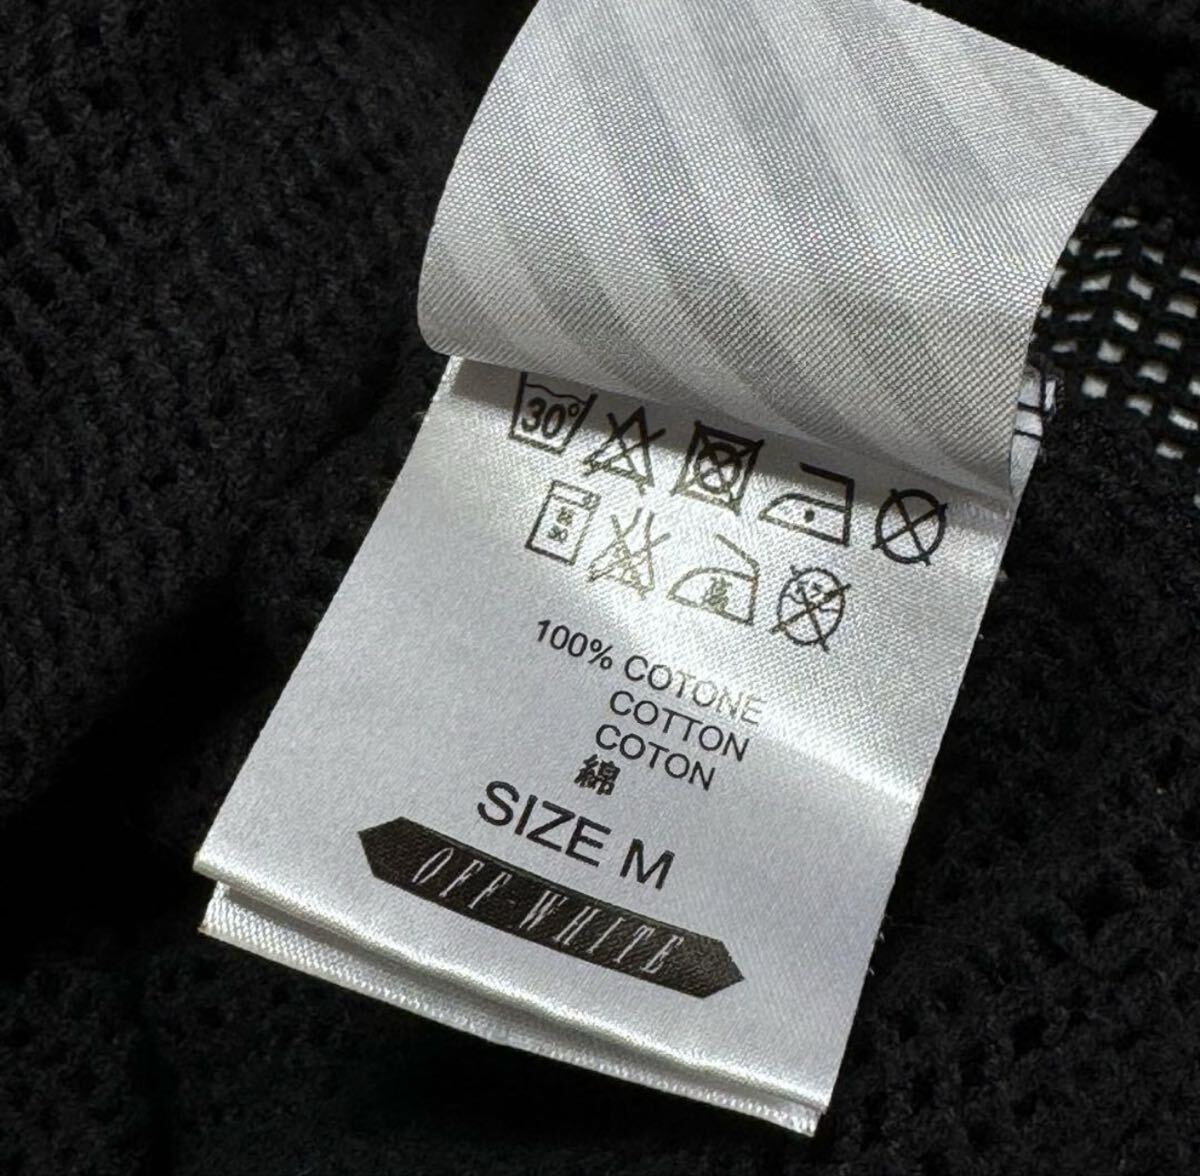 30°
100% COTONE
COTTON
COTON
綿
SIZE M
OFF-WHITE